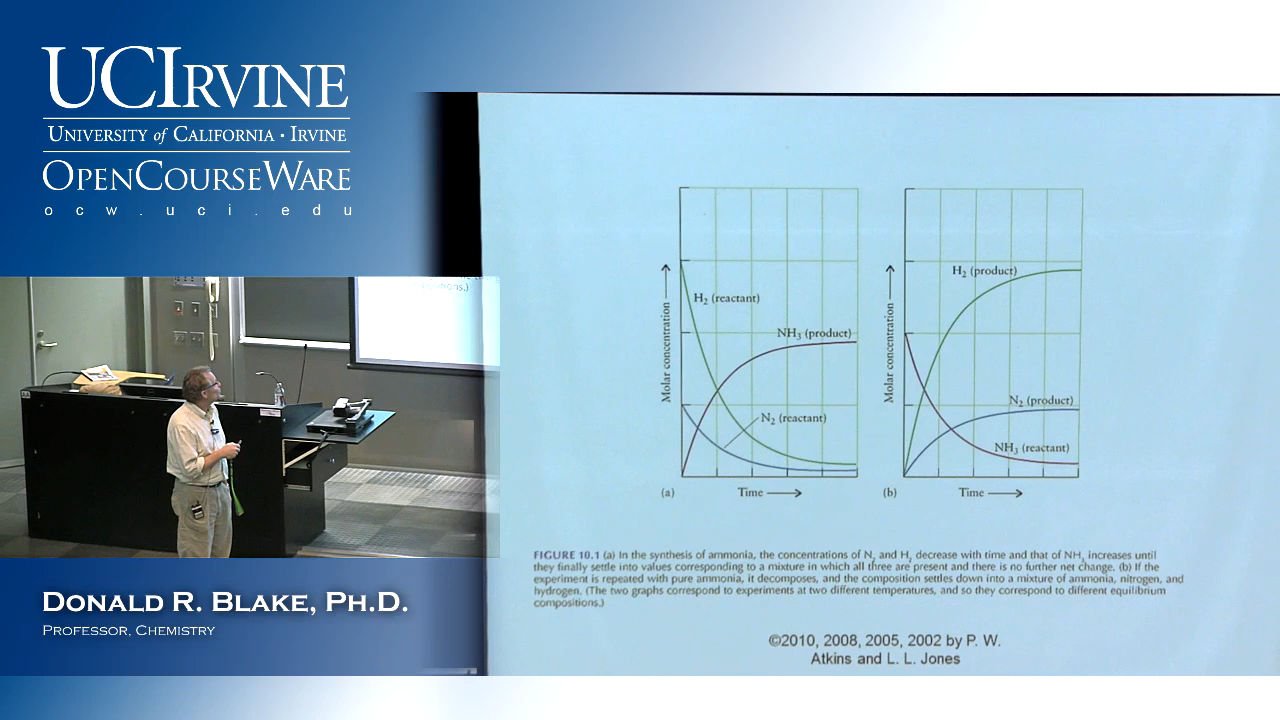 UCIRVINE
UNIVERSITY of CALIFORNIA · IRVINE
OPENCOURSEWARE
ocw.uci.edu
DONALD R. BLAKE, PH.D.
PROFESSOR, CHEMISTRY
Molar concentration
H₂ (reactant)
NH₃ (product)
N₂ (reactant)
(a)
Time
Molar concentration
H₂ (product)
N₂ (product)
NH₃ (reactant)
(b)
Time
FIGURE 10.1 (a) In the synthesis of ammonia, the concentrations of N₂ and H₂ decrease with time and that of NH₃ increases until
they finally settle into values corresponding to a mixture in which all three are present and there is no further net change. (b) If the
experiment is repeated with pure ammonia, it decomposes, and the composition settles down into a mixture of ammonia, nitrogen, and
hydrogen. (The two graphs correspond to experiments at two different temperatures, and so they correspond to different equilibrium
compositions.)
©2010, 2008, 2005, 2002 by P. W.
Atkins and L. L. Jones